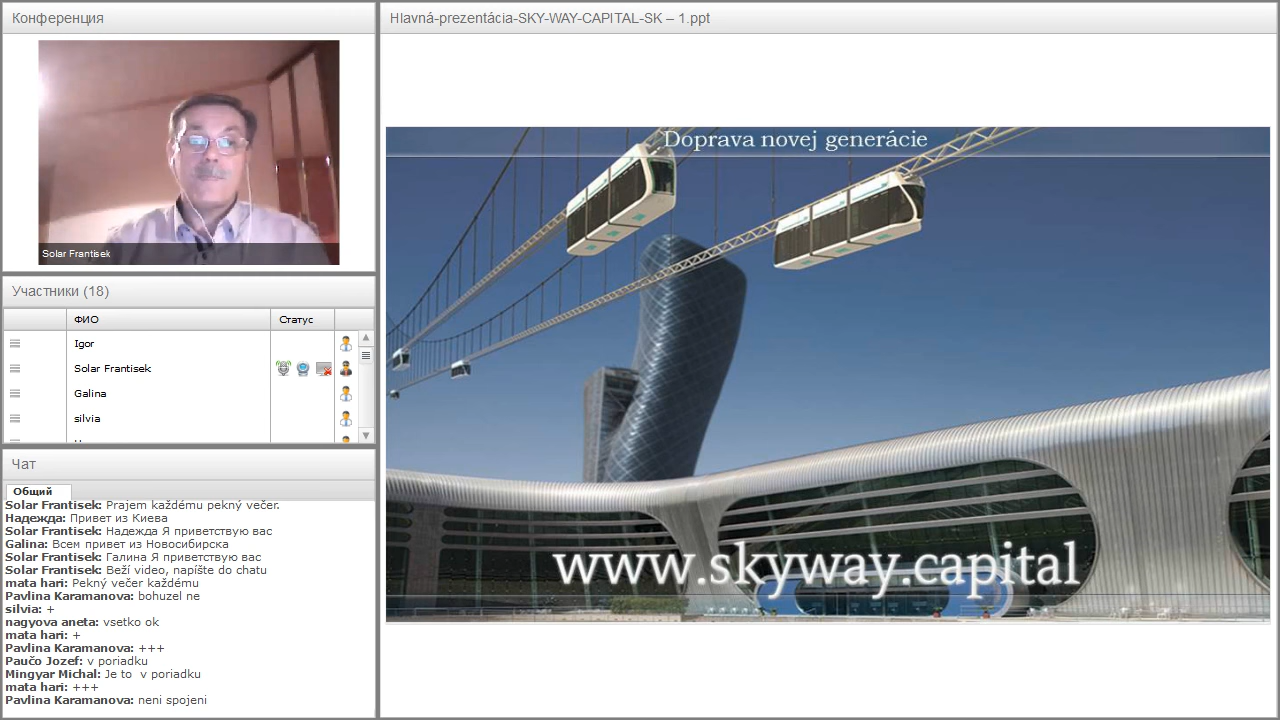 Конференция
Solar Frantisek
Участники (18)
ФИО
Статус
Igor
Solar Frantisek
Galina
silvia
Чат
Общий
Solar Frantisek: Prajem každému pekný večer.
Надежда: Привет из Киева
Solar Frantisek: Надежда Я приветствую вас
Galina: Всем привет из Новосибирска
Solar Frantisek: Галина Я приветствую вас
Solar Frantisek: Beží video, napíšte do chatu
mata hari: Pekný večer každému
Pavlina Karamanova: bohuzel ne
silvia: +
nagyova aneta: vsetko ok
mata hari: +
Pavlina Karamanova: +++
Paučo Jozef: v poriadku
Mingyar Michal: Je to v poriadku
mata hari: +++
Pavlina Karamanova: neni spojeni
Hlavná-prezentácia-SKY-WAY-CAPITAL-SK – 1.ppt
Doprava novej generácie
www.skyway.capital